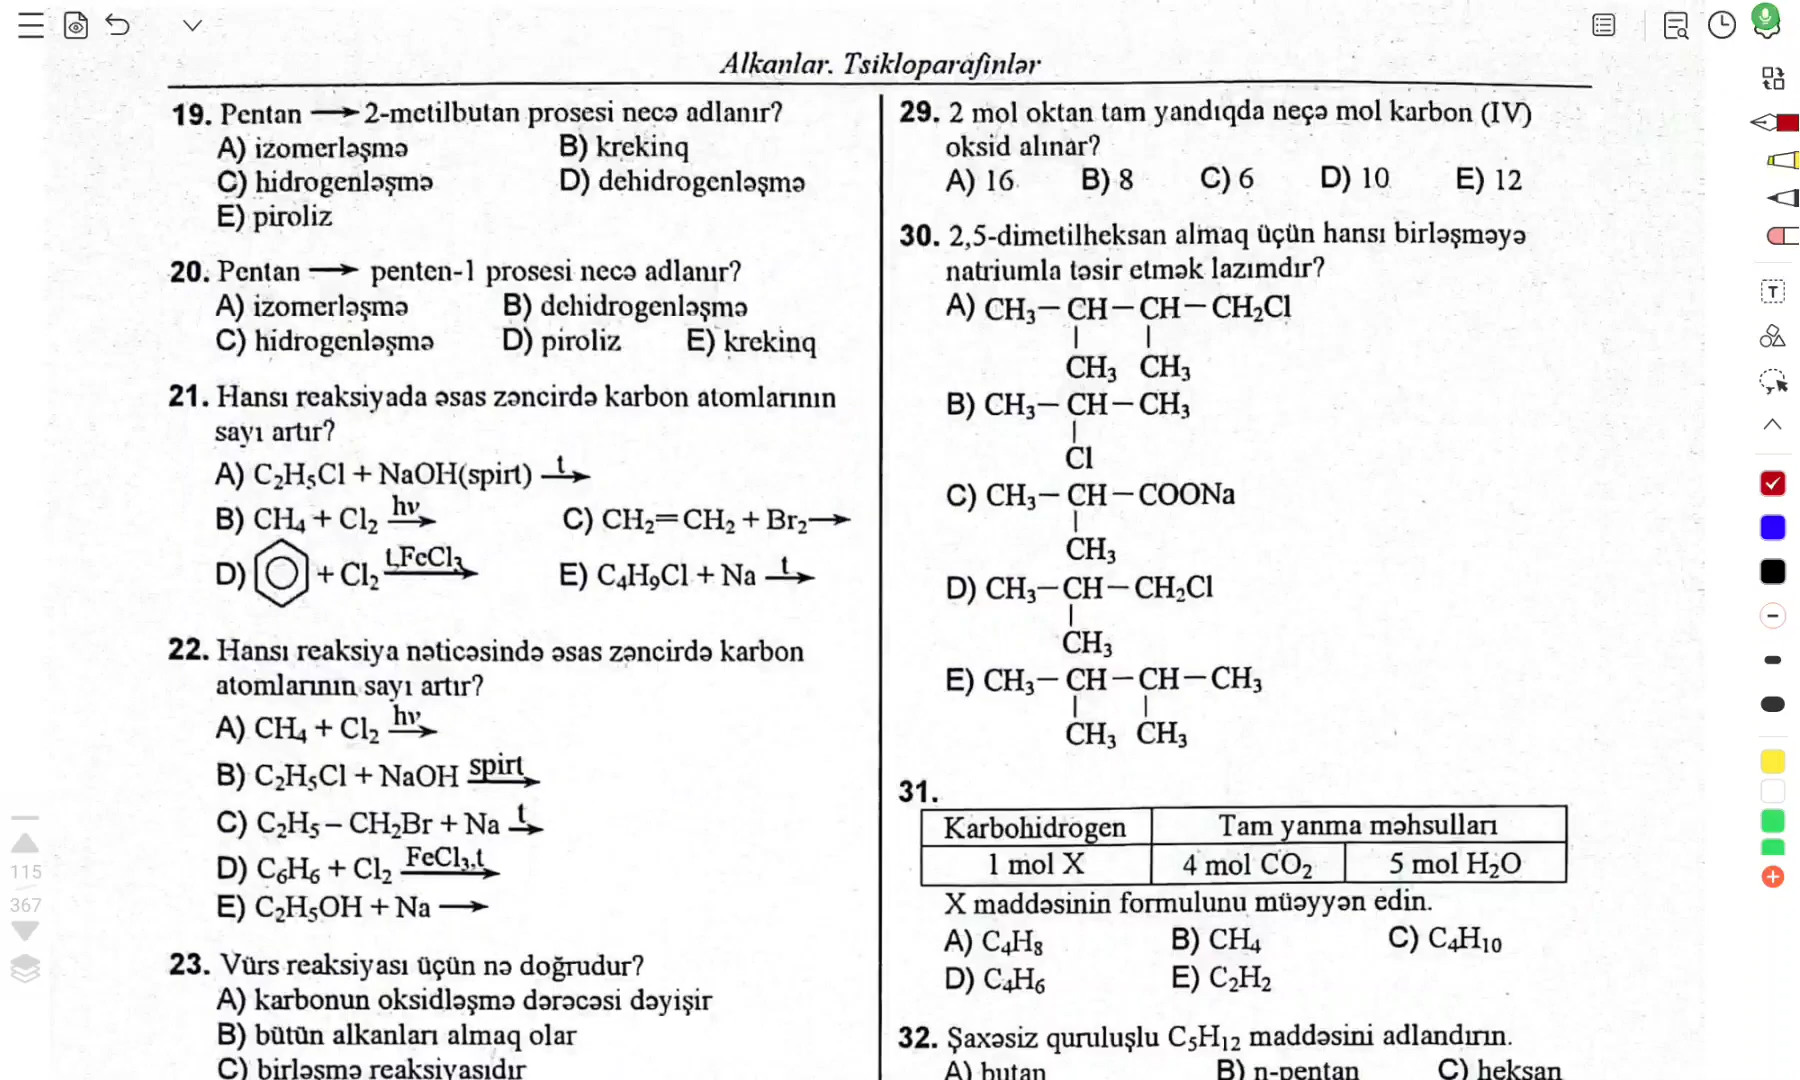 Alkanlar. Tsikloparafinlər
19. Pentan → 2-metilbutan prosesi necə adlanır?
A) izomerləşmə B) krekinq
C) hidrogenləşmə D) dehidrogenləşmə
E) piroliz
20. Pentan → penten-1 prosesi necə adlanır?
A) izomerləşmə B) dehidrogenləşmə
C) hidrogenləşmə D) piroliz E) krekinq
21. Hansı reaksiyada əsas zəncirdə karbon atomlarının
sayı artır?
A) C₂H₅Cl + NaOH(spirt) t→
B) CH₄ + Cl₂ hν→ C) CH₂=CH₂ + Br₂→
D) + Cl₂ t,FeCl₃→ E) C₄H₉Cl + Na t→
22. Hansı reaksiya nəticəsində əsas zəncirdə karbon
atomlarının sayı artır?
A) CH₄ + Cl₂ hν→
B) C₂H₅Cl + NaOH spirt→
C) C₂H₅ – CH₂Br + Na t→
D) C₆H₆ + Cl₂ FeCl₃,t→
E) C₂H₅OH + Na →
23. Vürs reaksiyası üçün nə doğrudur?
A) karbonun oksidləşmə dərəcəsi dəyişir
B) bütün alkanları almaq olar
C) birləşmə reaksiyasıdır
29. 2 mol oktan tam yandıqda neçə mol karbon (IV)
oksid alınar?
A) 16 B) 8 C) 6 D) 10 E) 12
30. 2,5-dimetilheksan almaq üçün hansı birləşməyə
natriumla təsir etmək lazımdır?
A) CH₃—CH—CH—CH₂Cl
CH₃ CH₃
B) CH₃—CH—CH₃
Cl
C) CH₃—CH—COONa
CH₃
D) CH₃—CH—CH₂Cl
CH₃
E) CH₃—CH—CH—CH₃
CH₃ CH₃
31.
Karbohidrogen Tam yanma məhsulları
1 mol X 4 mol CO₂ 5 mol H₂O
X maddəsinin formulunu müəyyən edin.
A) C₄H₈ B) CH₄ C) C₄H₁₀
D) C₄H₆ E) C₂H₂
32. Şaxəsiz quruluşlu C₅H₁₂ maddəsini adlandırın.
A) butan B) n-pentan C) heksan
115
367
T